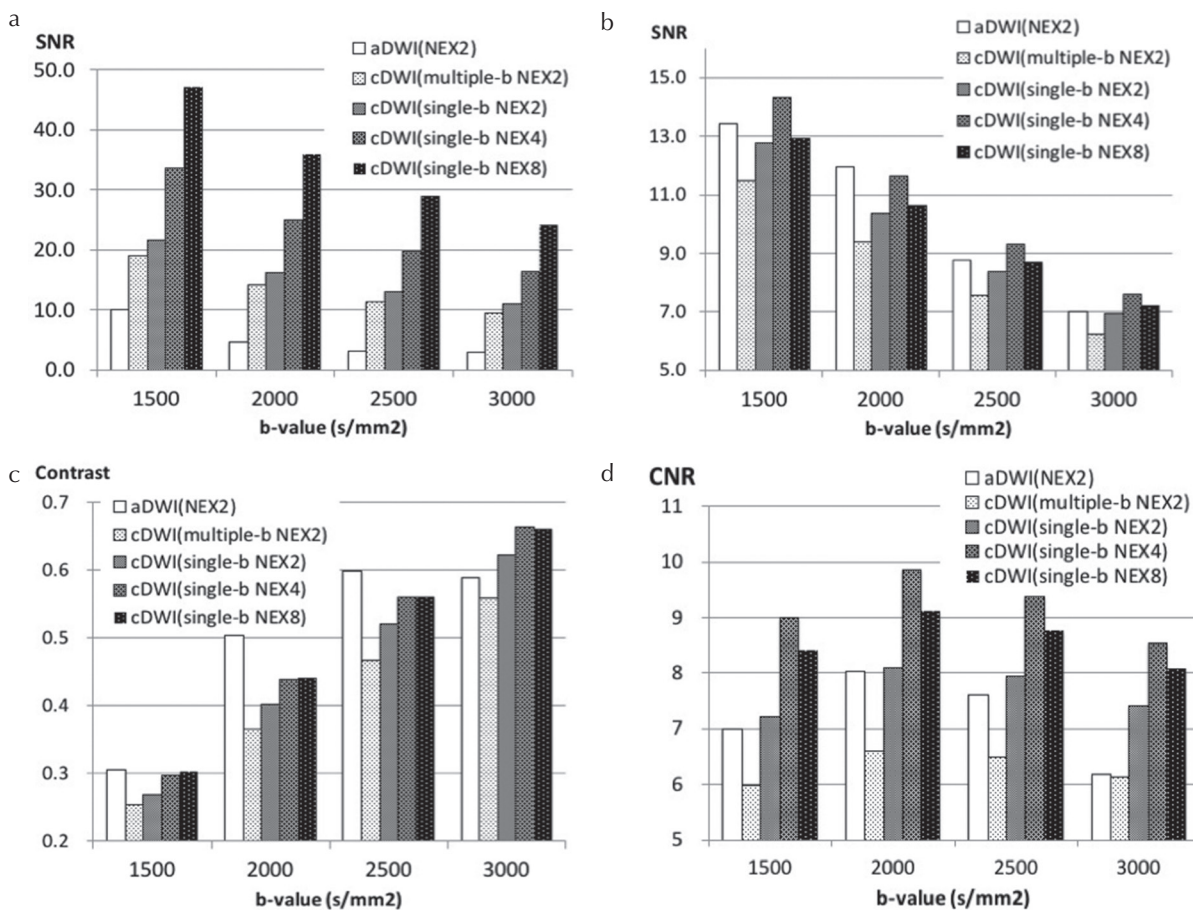 a
SNR
50.0
40.0
30.0
20.0
10.0
0.0
aDWI(NEX2)
cDWI(multiple-b NEX2)
cDWI(single-b NEX2)
cDWI(single-b NEX4)
cDWI(single-b NEX8)
1500 2000 2500 3000
b-value (s/mm2)
b
SNR
15.0
13.0
11.0
9.0
7.0
5.0
aDWI(NEX2)
cDWI(multiple-b NEX2)
cDWI(single-b NEX2)
cDWI(single-b NEX4)
cDWI(single-b NEX8)
1500 2000 2500 3000
b-value (s/mm2)
c
Contrast
0.7
0.6
0.5
0.4
0.3
0.2
aDWI(NEX2)
cDWI(multiple-b NEX2)
cDWI(single-b NEX2)
cDWI(single-b NEX4)
cDWI(single-b NEX8)
1500 2000 2500 3000
b-value (s/mm2)
d
CNR
11
10
9
8
7
6
5
aDWI(NEX2)
cDWI(multiple-b NEX2)
cDWI(single-b NEX2)
cDWI(single-b NEX4)
cDWI(single-b NEX8)
1500 2000 2500 3000
b-value (s/mm2)